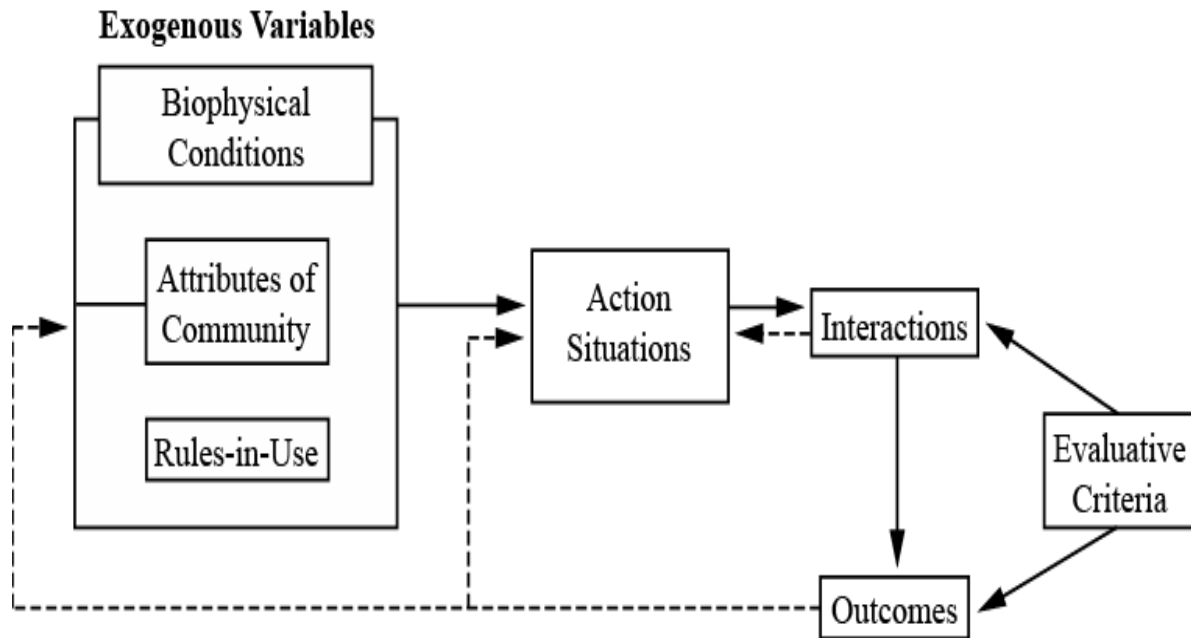 Exogenous Variables
Biophysical
Conditions
Attributes of
Community
Rules-in-Use
Action
Situations
Interactions
Evaluative
Criteria
Outcomes